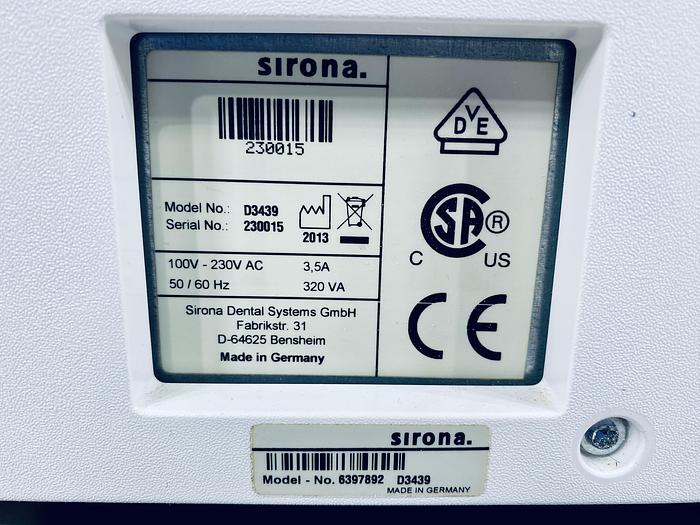 sirona.
230015
Model No.: D3439
Serial No.: 230015
2013
100V - 230V AC 3,5A
50 / 60 Hz 320 VA
Sirona Dental Systems GmbH
Fabrikstr. 31
D-64625 Bensheim
Made in Germany
DVE
SA ®
C US
CE
sirona.
Model - No. 6397892 D3439
MADE IN GERMANY